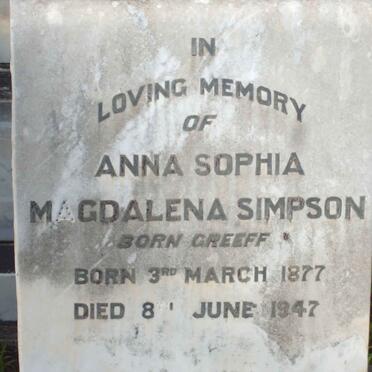 IN
LOVING MEMORY
OF
ANNA SOPHIA
MAGDALENA SIMPSON
BORN GREEFF
BORN 3RD MARCH 1877
DIED 8 JUNE 1947